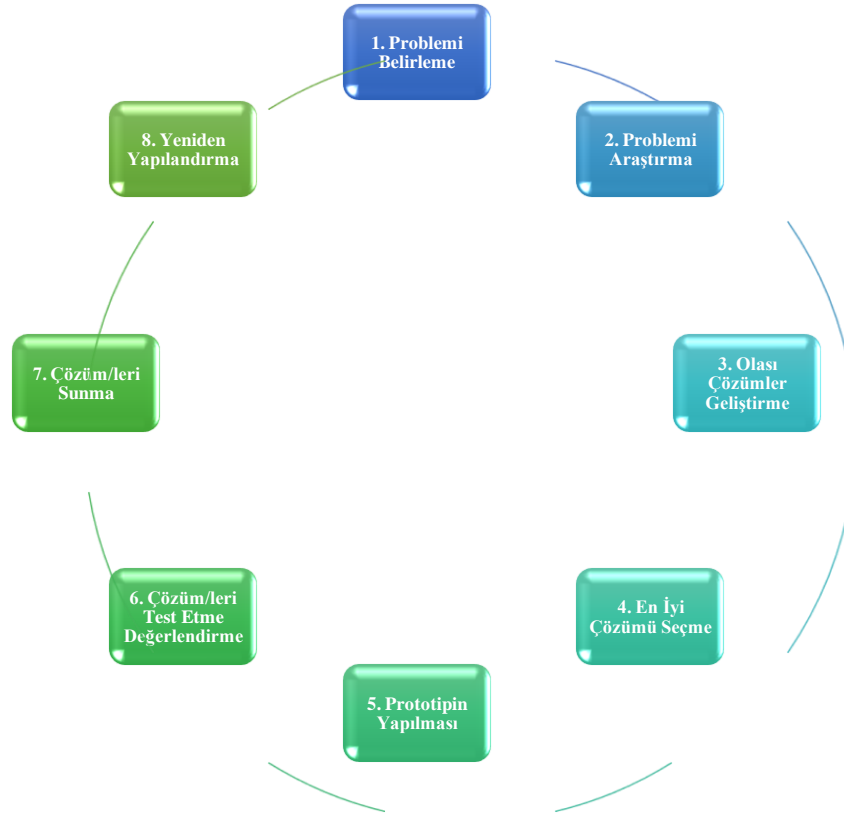 1. Problemi
Belirleme
2. Problemi
Araştırma
3. Olası
Çözümler
Geliştirme
4. En İyi
Çözümü Seçme
5. Prototipin
Yapılması
6. Çözüm/leri
Test Etme
Değerlendirme
7. Çözüm/leri
Sunma
8. Yeniden
Yapılandırma